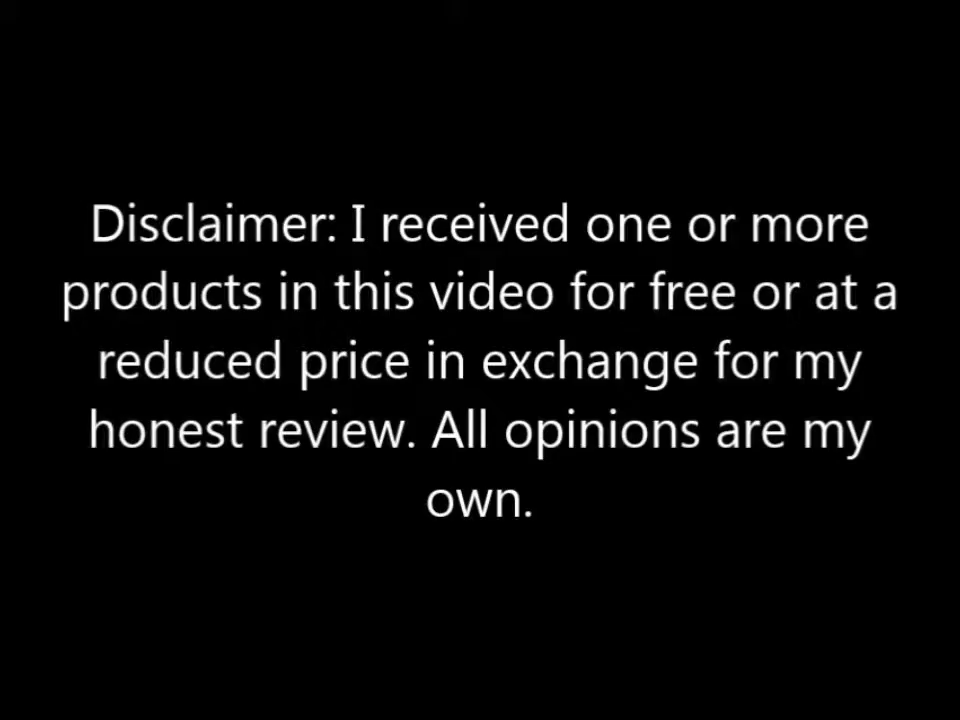 Disclaimer: I received one or more
products in this video for free or at a
reduced price in exchange for my
honest review. All opinions are my
own.